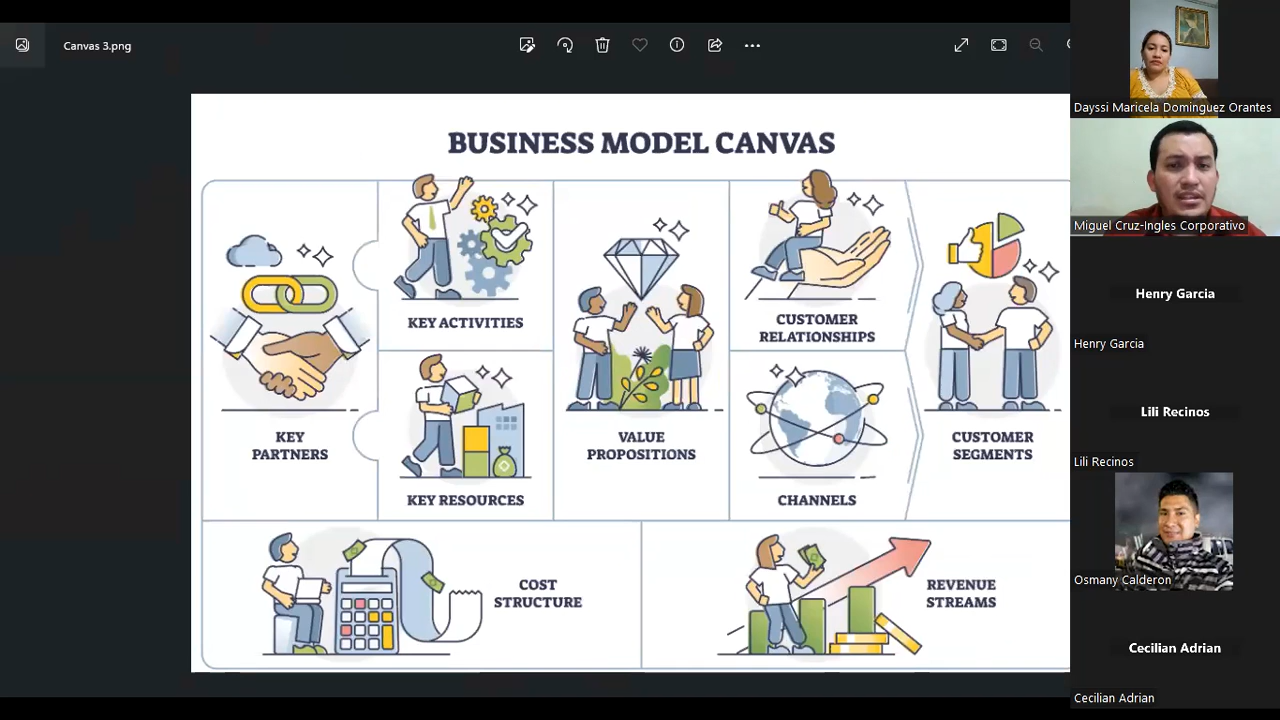 Canvas 3.png
BUSINESS MODEL CANVAS
KEY
PARTNERS
KEY ACTIVITIES
KEY RESOURCES
VALUE
PROPOSITIONS
CUSTOMER
RELATIONSHIPS
CHANNELS
CUSTOMER
SEGMENTS
COST
STRUCTURE
REVENUE
STREAMS
Dayssi Maricela Dominguez Orantes
Miguel Cruz-Ingles Corporativo
Henry Garcia
Henry Garcia
Lili Recinos
Lili Recinos
Osmany Calderon
Cecilian Adrian
Cecilian Adrian